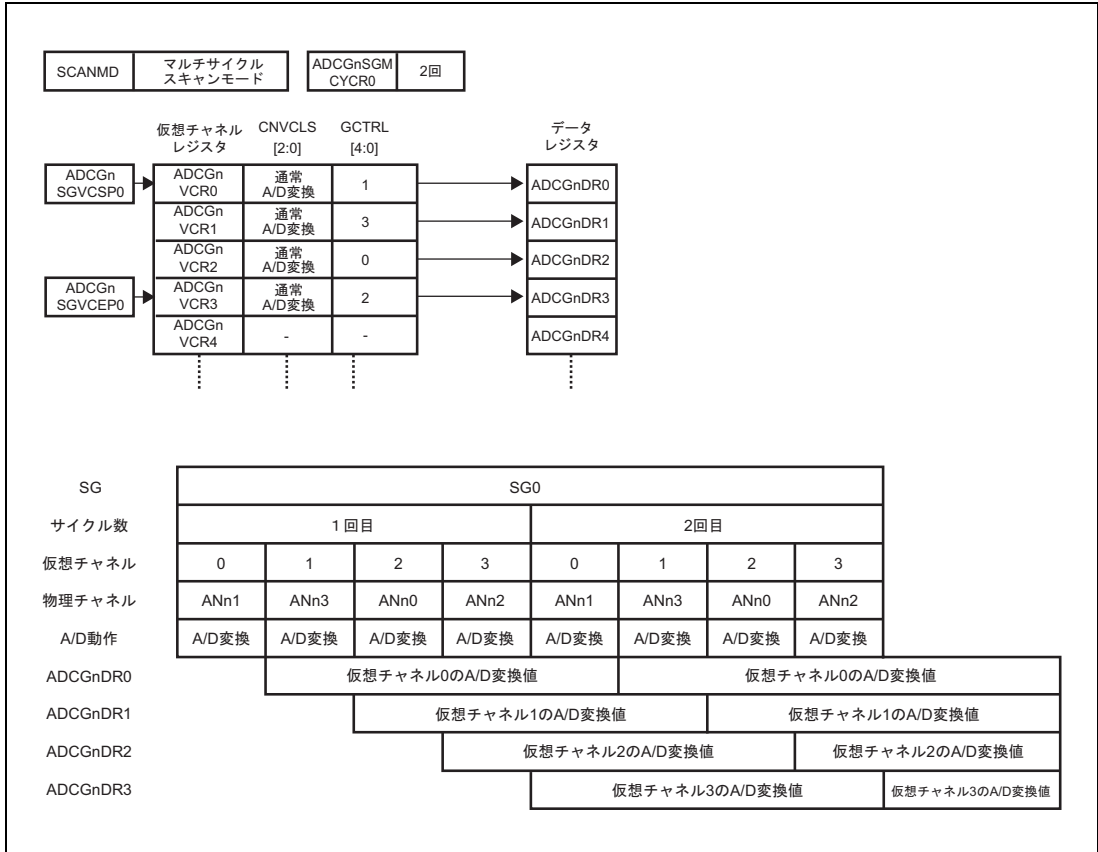 SCANMD
マルチサイクル
スキャンモード
ADCGnSGM
CYCR0
2回
仮想チャネル
レジスタ
CNVCLS
[2:0]
GCTRL
[4:0]
データ
レジスタ
ADCGn
SGVCSP0
ADCGn
VCR0
通常
A/D変換
1
ADCGnDR0
ADCGn
VCR1
通常
A/D変換
3
ADCGnDR1
ADCGn
VCR2
通常
A/D変換
0
ADCGnDR2
ADCGn
SGVCEP0
ADCGn
VCR3
通常
A/D変換
2
ADCGnDR3
ADCGn
VCR4
-
-
ADCGnDR4
SG
SG0
サイクル数
1回目
2回目
仮想チャネル
0
1
2
3
0
1
2
3
物理チャネル
ANn1
ANn3
ANn0
ANn2
ANn1
ANn3
ANn0
ANn2
A/D動作
A/D変換
A/D変換
A/D変換
A/D変換
A/D変換
A/D変換
A/D変換
A/D変換
ADCGnDR0
仮想チャネル0のA/D変換値
仮想チャネル0のA/D変換値
ADCGnDR1
仮想チャネル1のA/D変換値
仮想チャネル1のA/D変換値
ADCGnDR2
仮想チャネル2のA/D変換値
仮想チャネル2のA/D変換値
ADCGnDR3
仮想チャネル3のA/D変換値
仮想チャネル3のA/D変換値